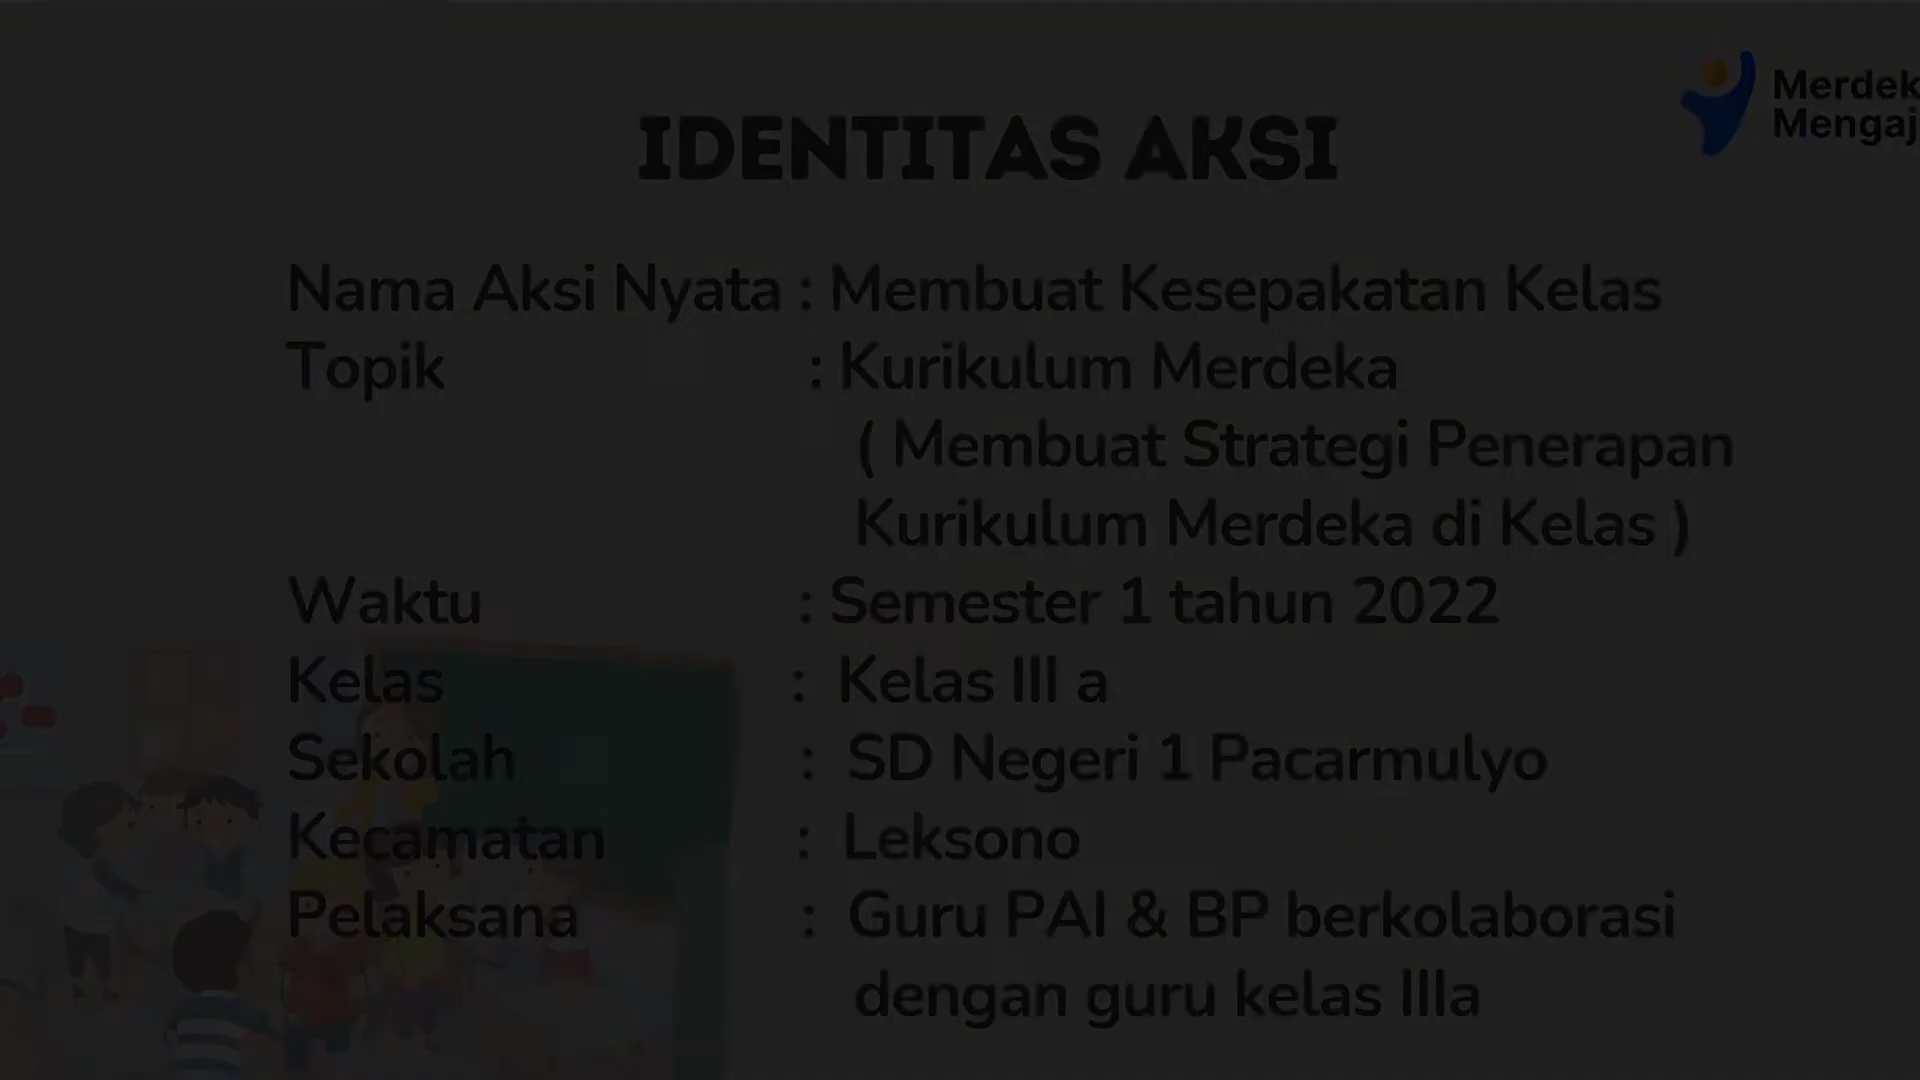 Merdek
Mengaj
IDENTITAS AKSI
Nama Aksi Nyata : Membuat Kesepakatan Kelas
Topik : Kurikulum Merdeka
( Membuat Strategi Penerapan
Kurikulum Merdeka di Kelas )
Waktu : Semester 1 tahun 2022
Kelas : Kelas III a
Sekolah : SD Negeri 1 Pacarmulyo
Kecamatan : Leksono
Pelaksana : Guru PAI & BP berkolaborasi
dengan guru kelas IIIa